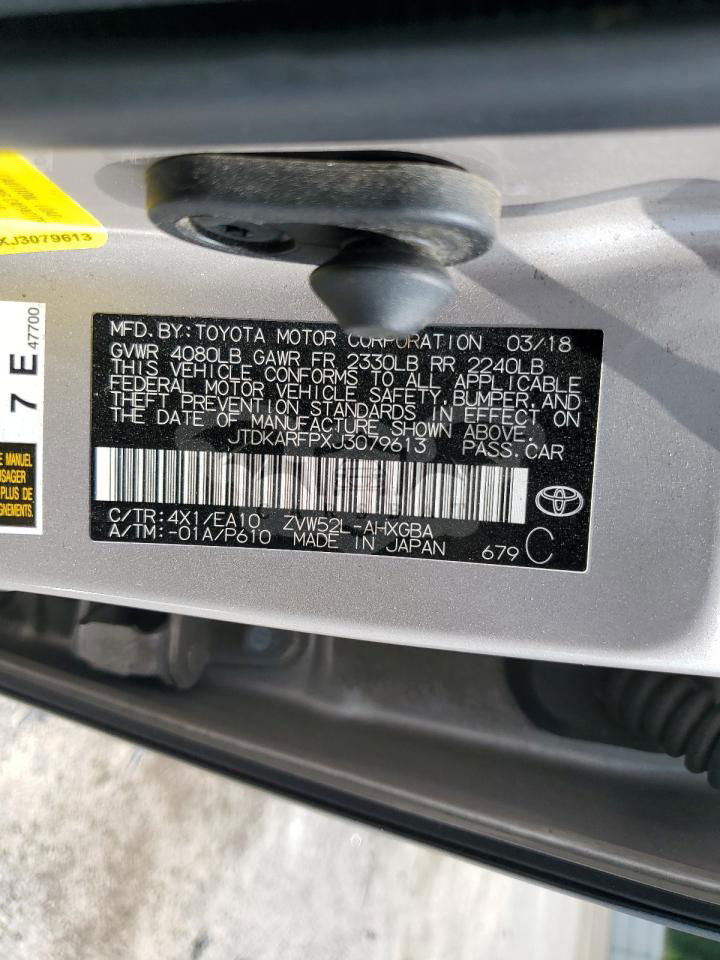 XJ3079613
7 E 47700
MANUEL
USAGER
PLUS DE
IGNEMENTS
MFD. BY: TOYOTA MOTOR CORPORATION 03/18
GVWR 4080LB GAWR FR 2330LB RR 2240LB
THIS VEHICLE CONFORMS TO ALL APPLICABLE
FEDERAL MOTOR VEHICLE SAFETY, BUMPER, AND
THEFT PREVENTION STANDARDS IN EFFECT ON
THE DATE OF MANUFACTURE SHOWN ABOVE.
JTDKARFPXJ3079613 PASS. CAR
C/TR: 4X1/EA10 ZVW52L-AHXGBA
A/TM: -01A/P610 MADE IN JAPAN 679 C